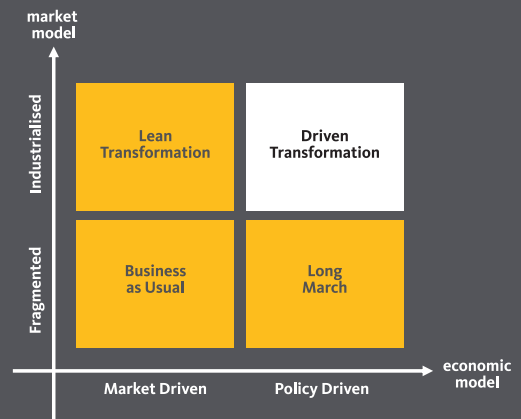 market
model
Industrialised
Lean
Transformation
Driven
Transformation
Fragmented
Business
as Usual
Long
March
economic
model
Market Driven
Policy Driven